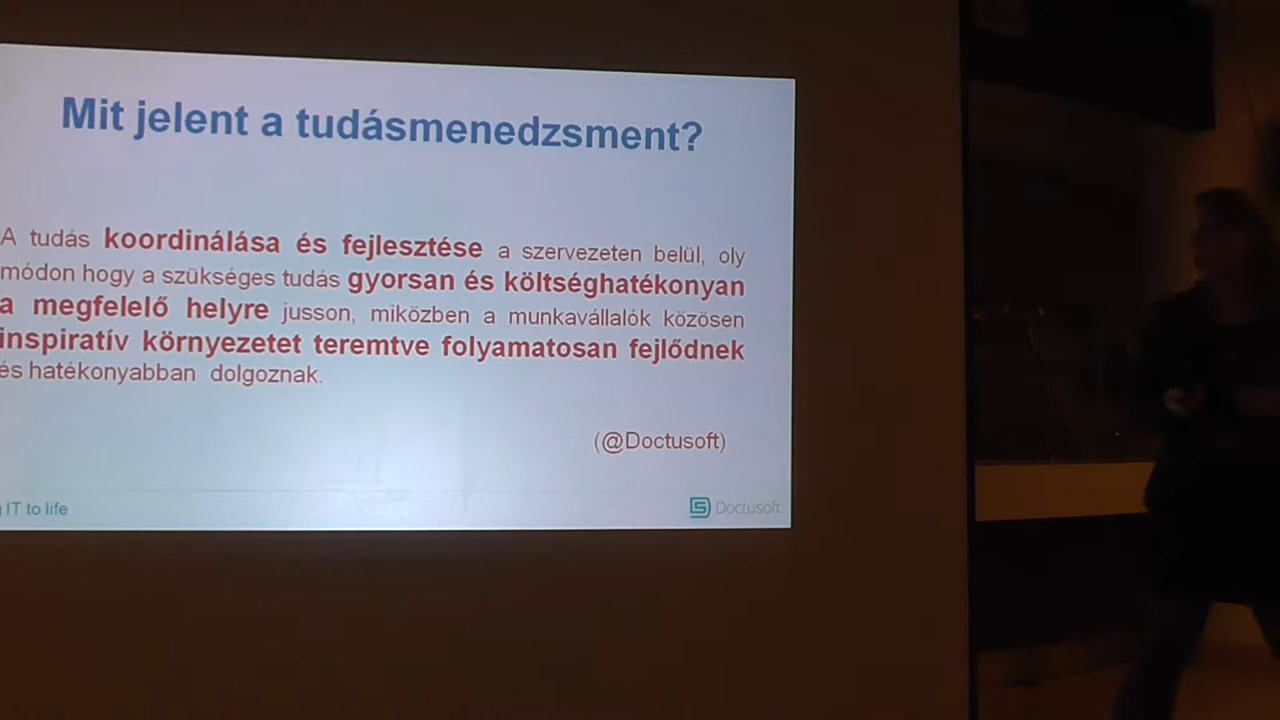 Mit jelent a tudásmenedzsment?
A tudás koordinálása és fejlesztése a szervezeten belül, oly
módon hogy a szükséges tudás gyorsan és költséghatékonyan
a megfelelő helyre jusson, miközben a munkavállalók közösen
inspiratív környezetet teremtve folyamatosan fejlődnek
és hatékonyabban dolgoznak.
(@Doctusoft)
IT to life
Doctusoft